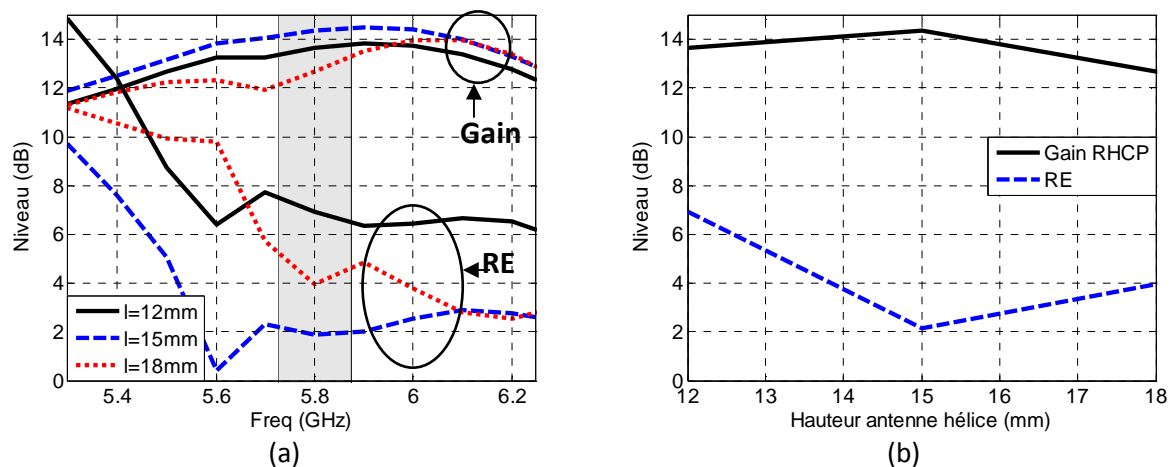 14
12
10
8
6
4
2
0
Niveau (dB)
5.4
5.6
5.8
6
6.2
Freq (GHz)
Gain
RE
l=12mm
l=15mm
l=18mm
(a)
14
12
10
8
6
4
2
0
Niveau (dB)
12
13
14
15
16
17
18
Hauteur antenne hélice (mm)
Gain RHCP
RE
(b)